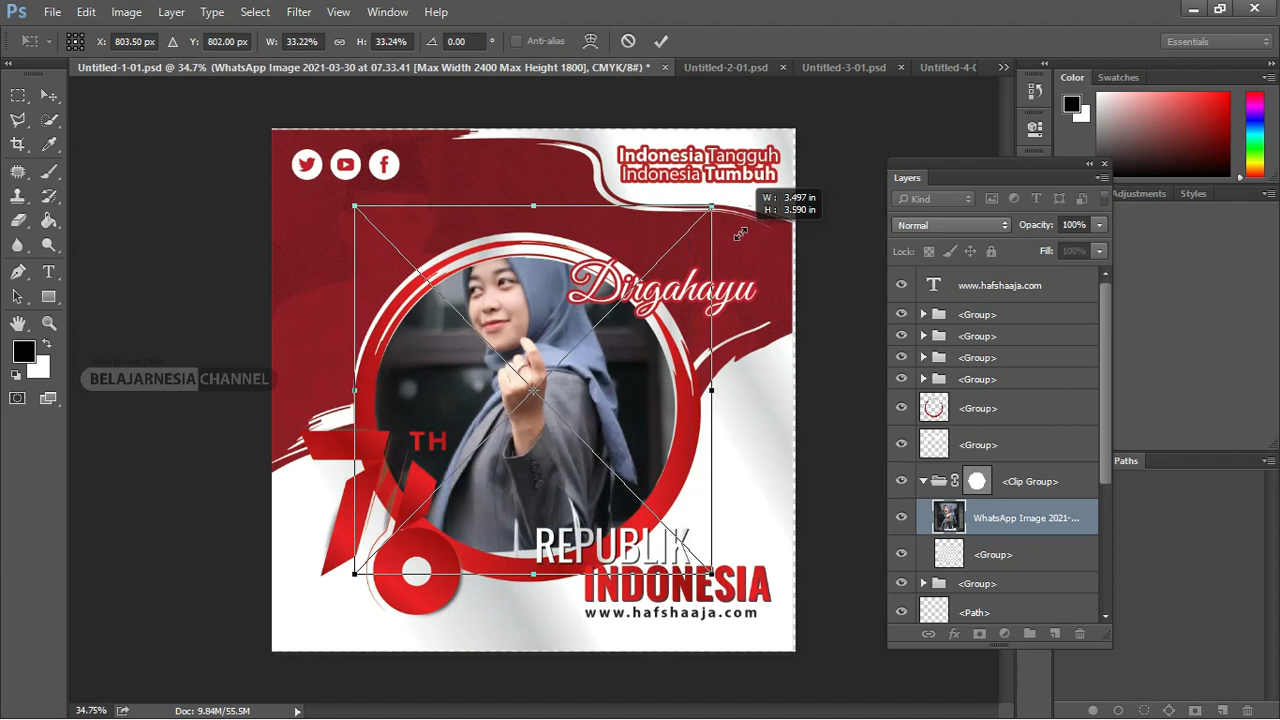 Ps File Edit Image Layer Type Select Filter View Window Help
X: 803.50 px Y: 802.00 px W: 33.22% H: 33.24% 0.00 ° Anti-alias Essentials
Untitled-1-01.psd @ 34.7% (WhatsApp Image 2021-03-30 at 07.33.41 [Max Width 2400 Max Height 1800], CMYK/8#) * × Untitled-2-01.psd × Untitled-3-01.psd × Untitled-4-0
Color Swatches
Indonesia Tangguh
Indonesia Tumbuh
W: 3.497 in
H: 3.590 in
Dirgahayu
BELAJARNESIA CHANNEL
TH
REPUBLIK
INDONESIA
www.hafshaaja.com
Layers
Kind
Adjustments Styles
Normal Opacity: 100%
Lock: Fill: 100%
www.hafshaaja.com
<Group>
<Group>
<Group>
<Group>
<Group>
<Group>
Paths
<Clip Group>
WhatsApp Image 2021-...
<Group>
<Group>
<Path>
34.75% Doc: 9.84M/55.5M